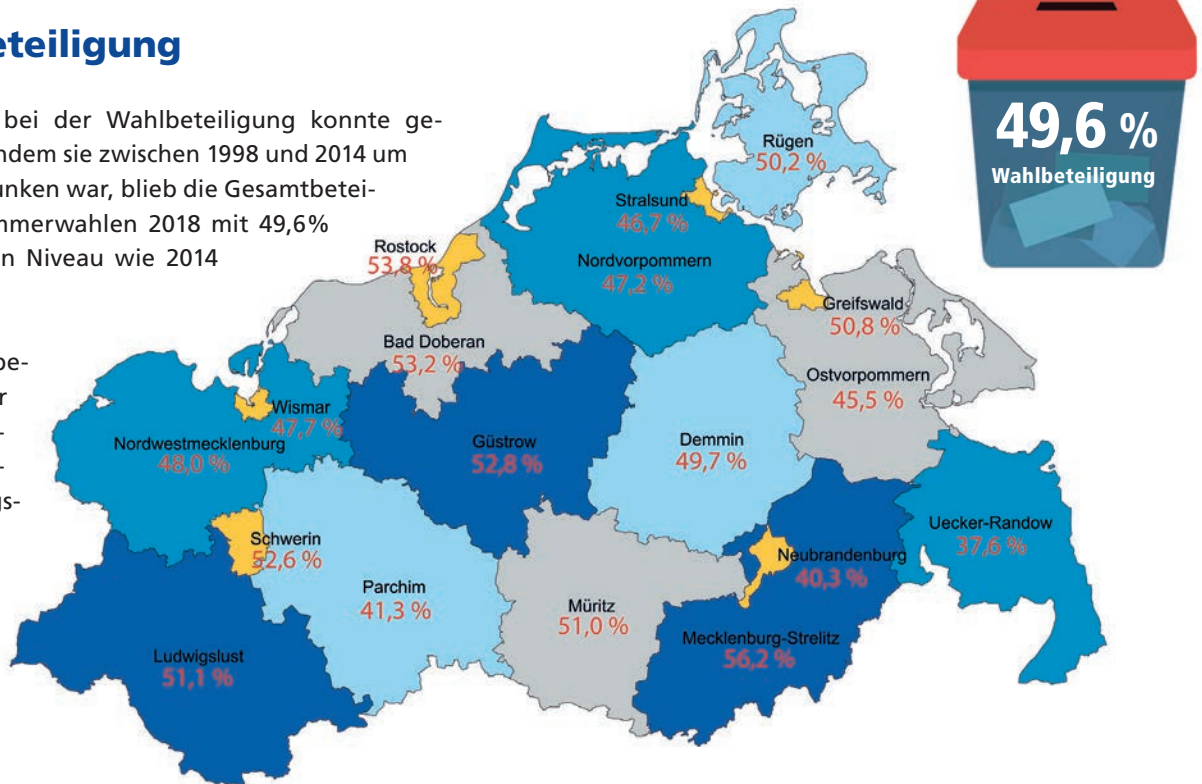 eteiligung
bei der Wahlbeteiligung konnte ge-
ndem sie zwischen 1998 und 2014 um
unken war, blieb die Gesamtbetei-
mmerwahlen 2018 mit 49,6%
n Niveau wie 2014
be-
r
-
-
gs-
49,6 %
Wahlbeteiligung
Rügen
50,2 %
Stralsund
46,7 %
Nordvorpommern
47,2 %
Rostock
53,8 %
Bad Doberan
53,2 %
Greifswald
50,8 %
Ostvorpommern
45,5 %
Wismar
47,7 %
Nordwestmecklenburg
48,0 %
Güstrow
52,8 %
Demmin
49,7 %
Schwerin
52,6 %
Parchim
41,3 %
Müritz
51,0 %
Neubrandenburg
40,3 %
Uecker-Randow
37,6 %
Mecklenburg-Strelitz
56,2 %
Ludwigslust
51,1 %